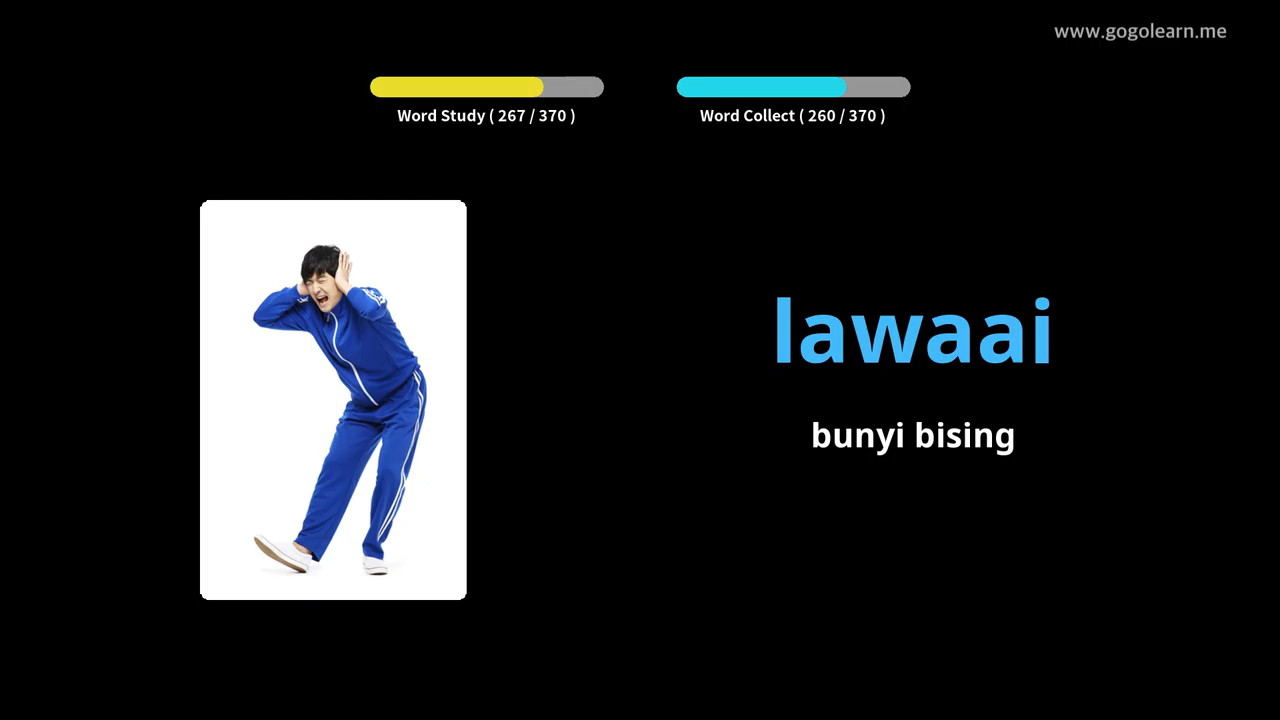 www.gogolearn.me
Word Study ( 267 / 370 )
Word Collect ( 260 / 370 )
lawaai
bunyi bising